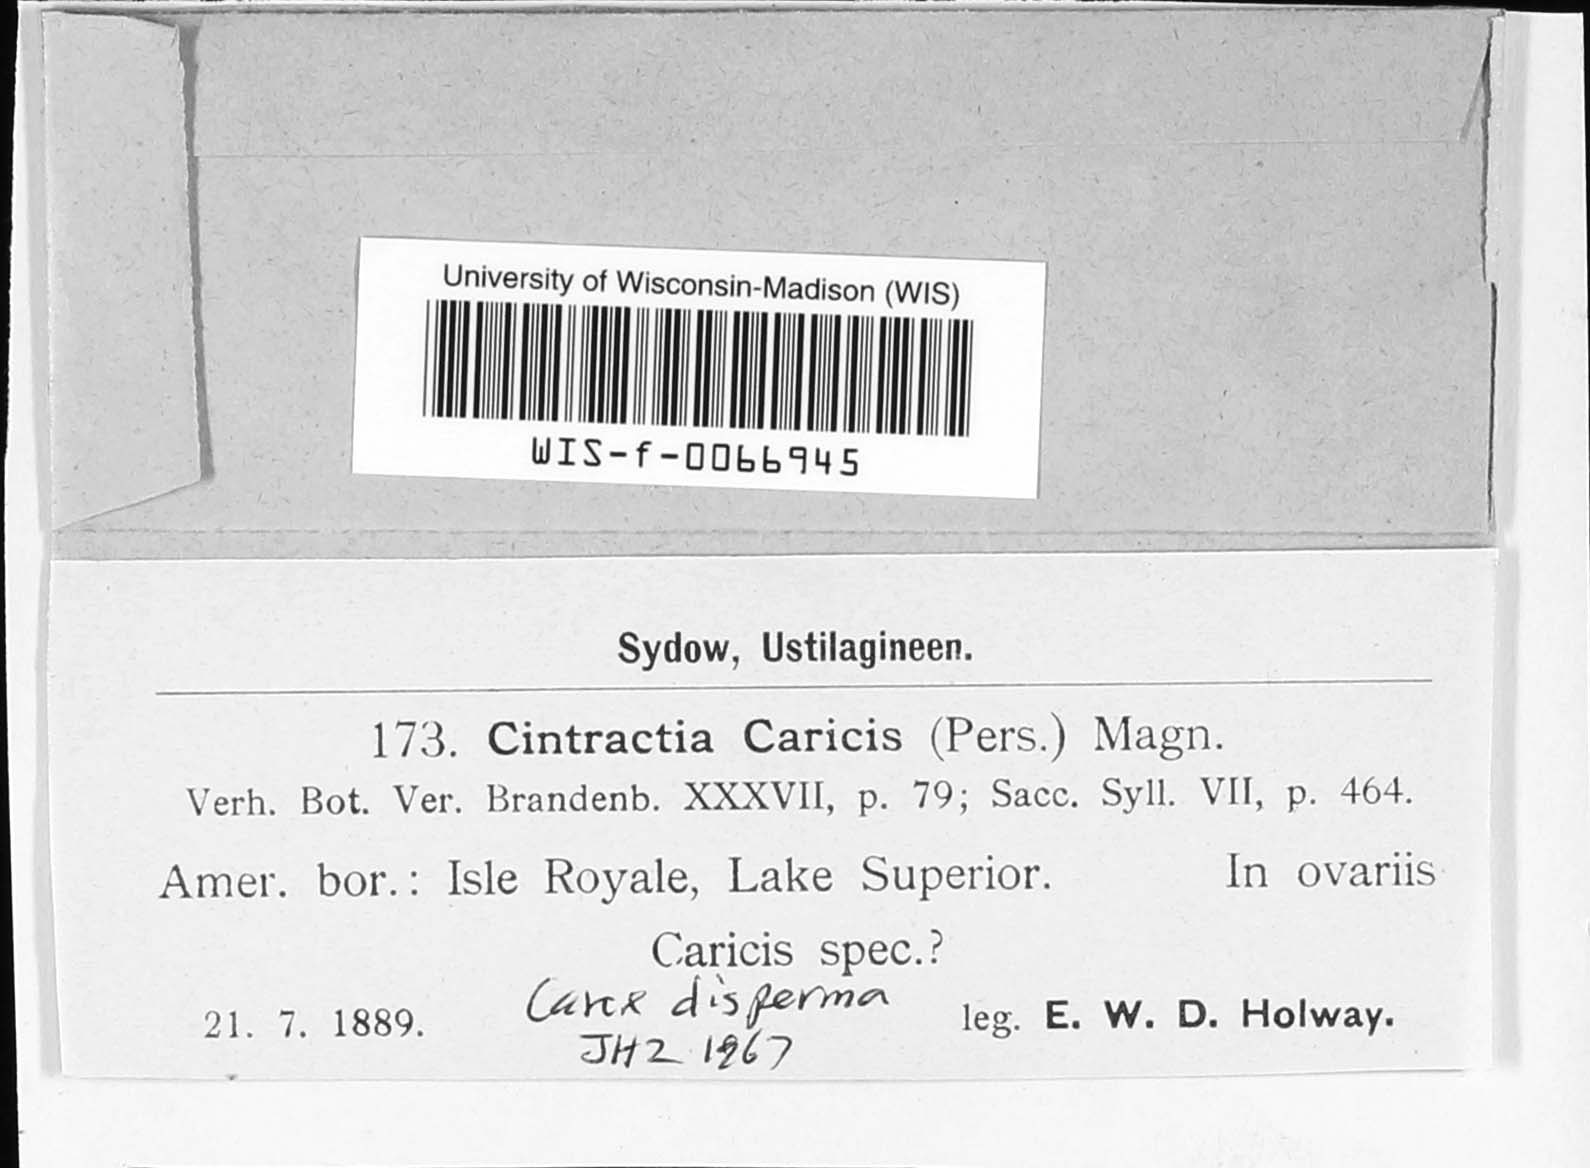 University of Wisconsin-Madison (WIS)
WIS-f-0066945
Sydow, Ustilagineen.
173. Cintractia Caricis (Pers.) Magn.
Verh. Bot. Ver. Brandenb. XXXVII, p. 79; Sacc. Syll. VII, p. 464.
Amer. bor.: Isle Royale, Lake Superior. In ovariis
Caricis spec.?
Carex disperma
21. 7. 1889. leg. E. W. D. Holway.
JHZ 1967